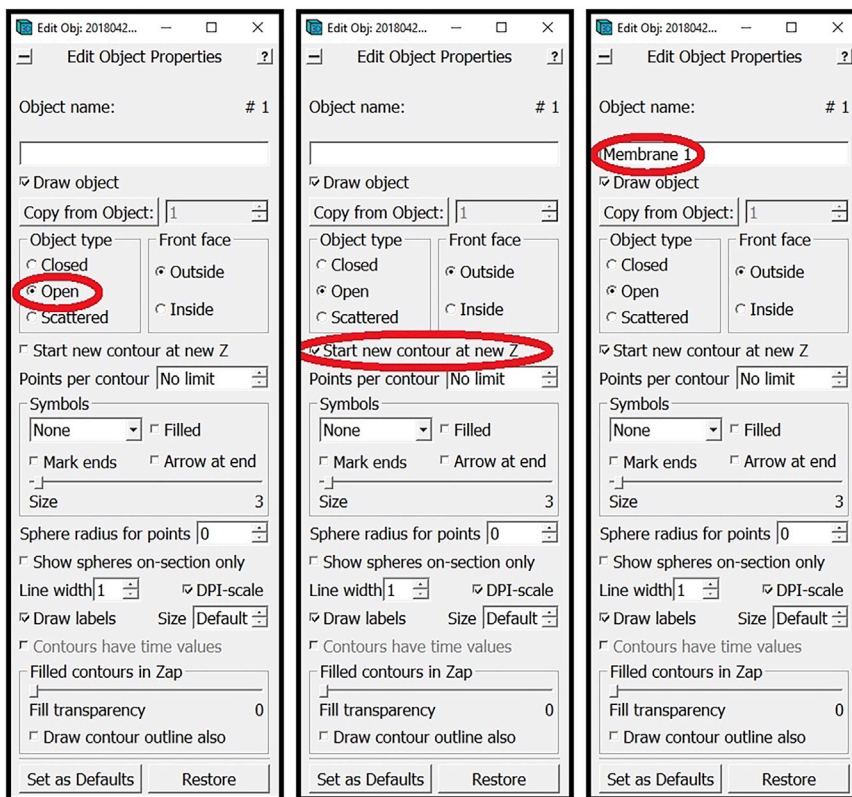 Edit Obj: 2018042...
Edit Object Properties ?
Object name: # 1
Draw object
Copy from Object: 1
Object type Front face
Closed
Outside
Open
Inside
Scattered
Start new contour at new Z
Points per contour No limit
Symbols
None Filled
Mark ends Arrow at end
Size 3
Sphere radius for points 0
Show spheres on-section only
Line width 1 DPI-scale
Draw labels Size Default
Contours have time values
Filled contours in Zap
Fill transparency 0
Draw contour outline also
Set as Defaults Restore
Edit Obj: 2018042...
Edit Object Properties ?
Object name: # 1
Draw object
Copy from Object: 1
Object type Front face
Closed
Outside
Open
Inside
Scattered
Start new contour at new Z
Points per contour No limit
Symbols
None Filled
Mark ends Arrow at end
Size 3
Sphere radius for points 0
Show spheres on-section only
Line width 1 DPI-scale
Draw labels Size Default
Contours have time values
Filled contours in Zap
Fill transparency 0
Draw contour outline also
Set as Defaults Restore
Edit Obj: 2018042...
Edit Object Properties ?
Object name: # 1
Membrane 1
Draw object
Copy from Object: 1
Object type Front face
Closed
Outside
Open
Inside
Scattered
Start new contour at new Z
Points per contour No limit
Symbols
None Filled
Mark ends Arrow at end
Size 3
Sphere radius for points 0
Show spheres on-section only
Line width 1 DPI-scale
Draw labels Size Default
Contours have time values
Filled contours in Zap
Fill transparency 0
Draw contour outline also
Set as Defaults Restore